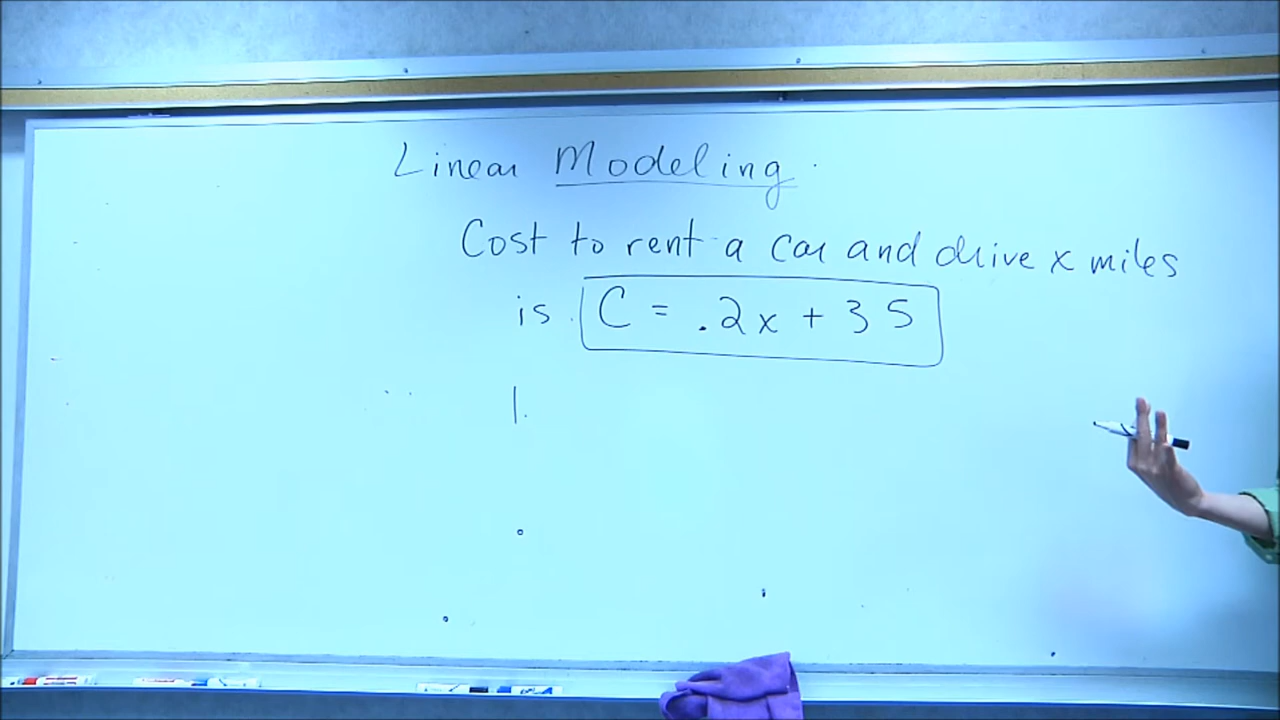 Linear Modeling
Cost to rent a car and drive x miles
is C = .2x + 35
1.